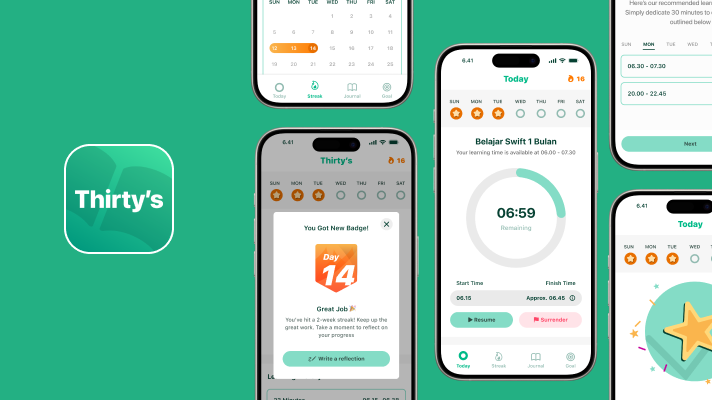 Thirty's
SUN MON TUE WED THU FRI SAT
1 2 3 4
5 6 7 8 9 10 11
12 13 14 15 16 17 18
19 20 21 22 23 24 25
Today Streak Journal Goal
6.41
Thirty's 16
SUN MON TUE WED THU FRI SAT
You Got New Badge!
Day
14
Great Job
You've hit a 2-week streak! Keep up the
great work. Take a moment to reflect on
your progress
Write a reflection
6.41
Today 16
SUN MON TUE WED THU FRI SAT
Belajar Swift 1 Bulan
Your learning time is available at 06.00 - 07.30
06:59
Remaining
Start Time Finish Time
06.15 Approx. 06.45
Resume Surrender
Today Streak Journal Goal
Here's our recommended
Simply dedicate 30 minutes to
outlined below
SUN MON TUE WED
06.30 - 07.30
20.00 - 22.45
Next
6.41
Today
SUN MON TUE WED